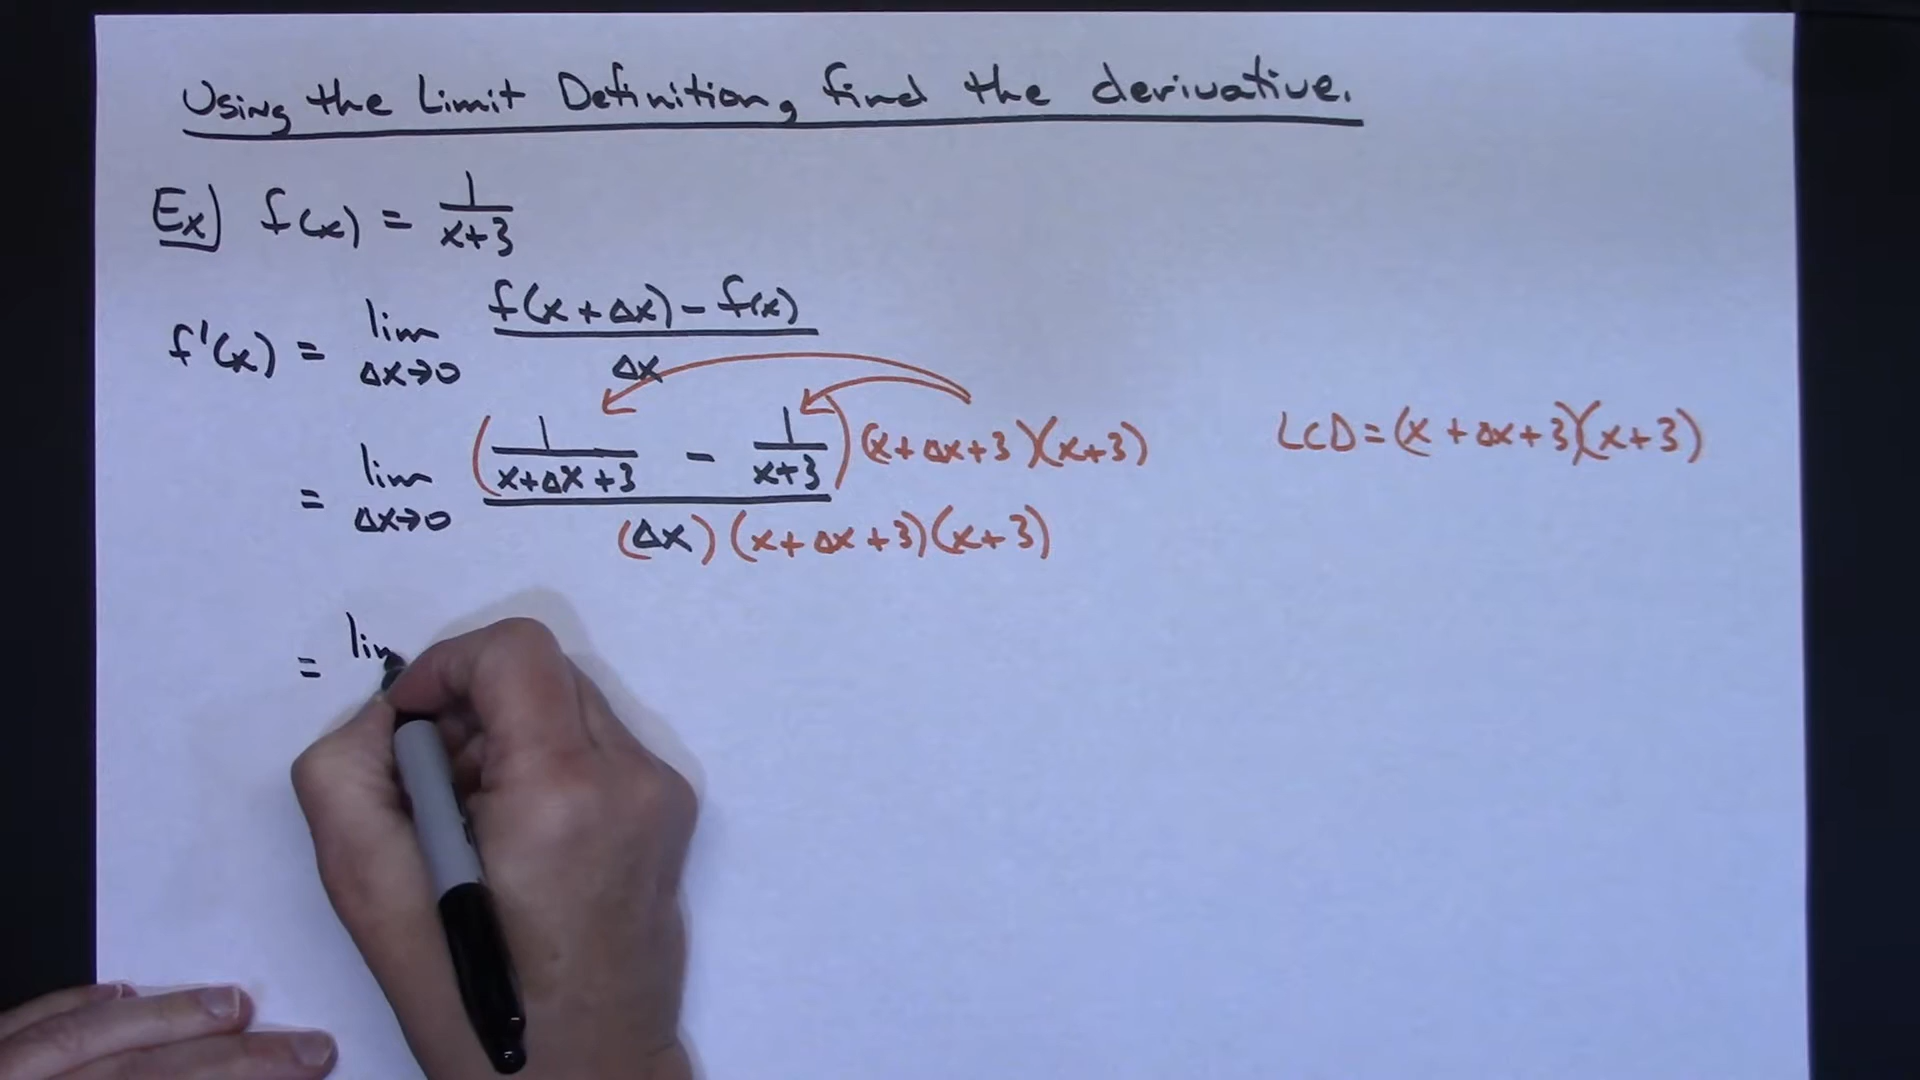 Using the Limit Definition, find the derivative.
Ex) f(x) = 1/(x+3)
f'(x) = lim Δx→0 (f(x+Δx)-f(x))/Δx
= lim Δx→0 (1/(x+Δx+3) - 1/(x+3))(x+Δx+3)(x+3) / (Δx)(x+Δx+3)(x+3)
LCD=(x+Δx+3)(x+3)
= lim